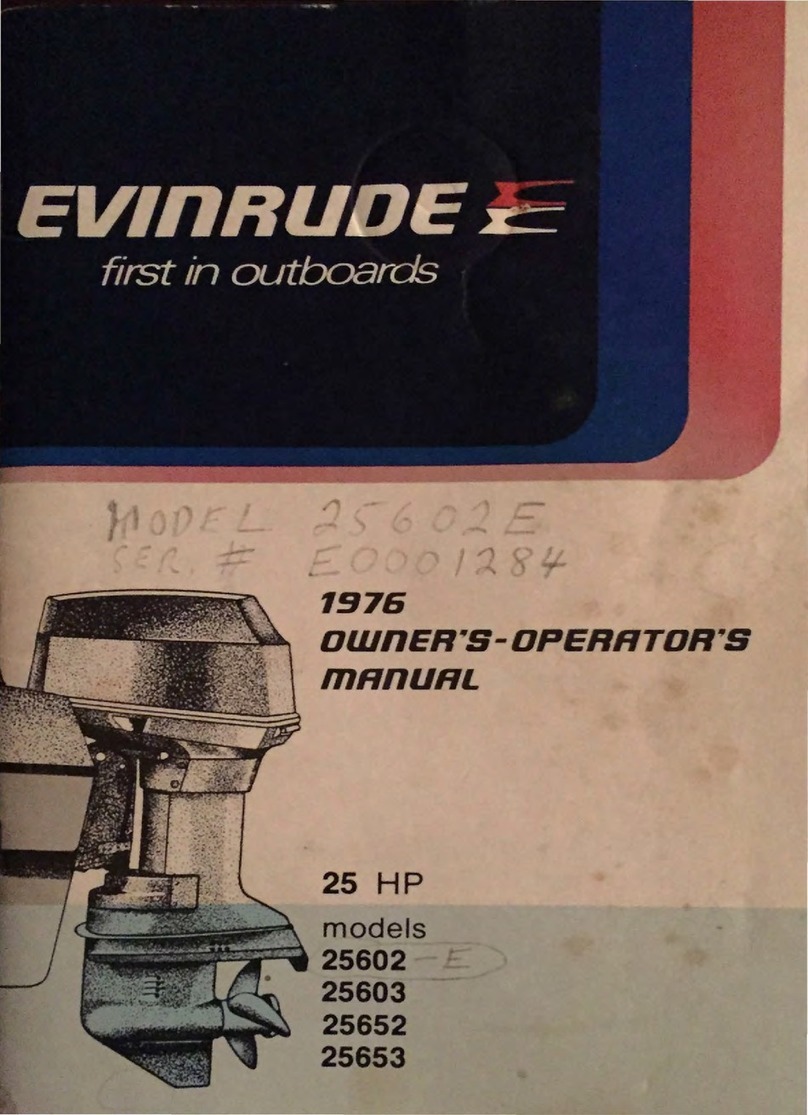 EVINRUDE
first in outboards
MODEL 25602E
SER. # E0001284
1976
OWNER'S-OPERATOR'S
MANUAL
25 HP
models
25602 -E
25603
25652
25653